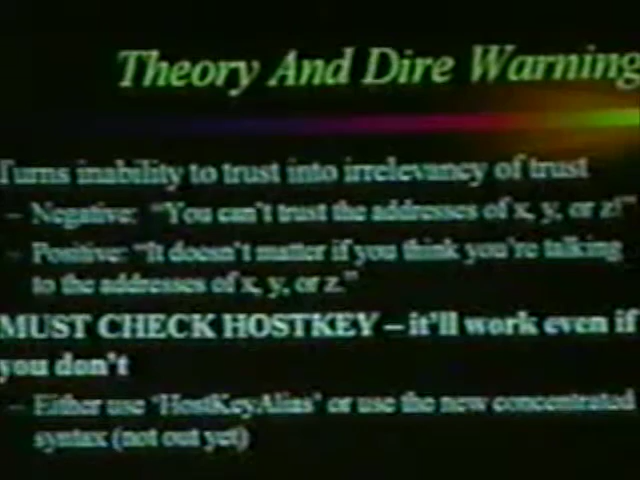 Theory And Dire Warning
Turns inability to trust into irrelevancy of trust
– Negative: "You can't trust the addresses of x, y, or z!"
– Positive: "It doesn't matter if you think you're talking
to the addresses of x, y, or z."
MUST CHECK HOSTKEY – it'll work even if
you don't
– Either use 'HostKeyAlias' or use the new concentrated
syntax (not out yet)